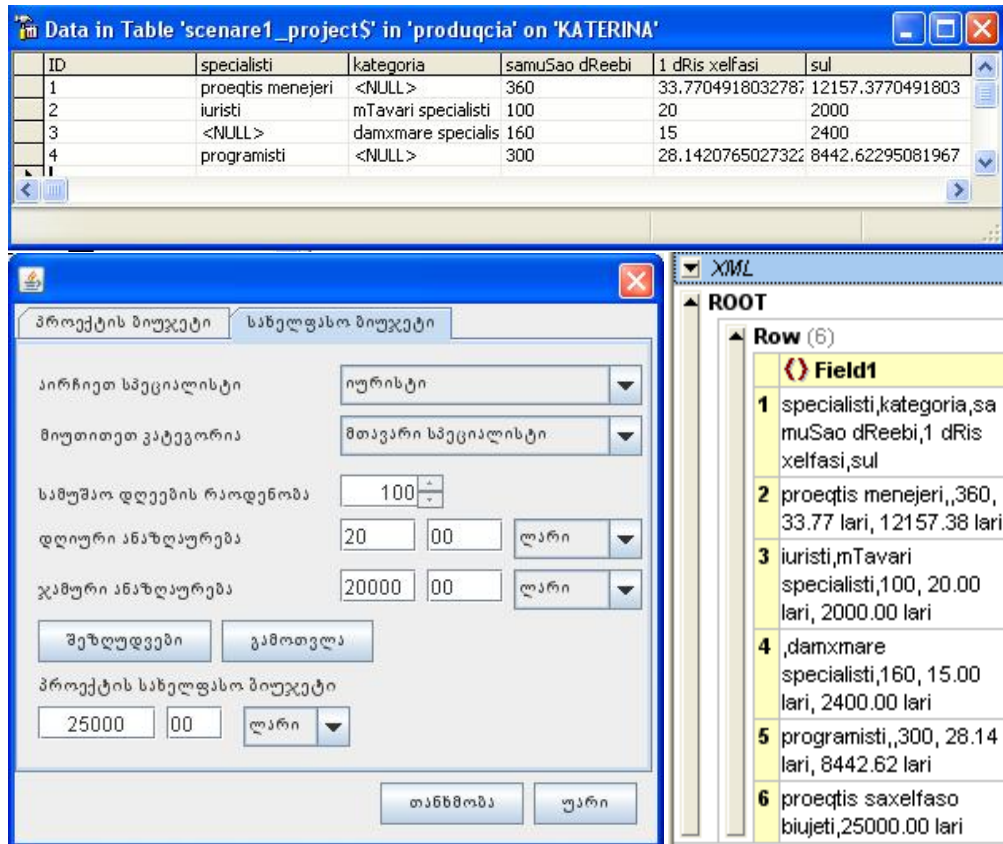 Data in Table 'scenare1_project$' in 'produqcia' on 'KATERINA'
ID specialisti kategoria samuSao dReebi 1 dRis xelfasi sul
1 proeqtis menejeri <NULL> 360 33.7704918032787 12157.3770491803
2 iuristi mTavari specialisti 100 20 2000
3 <NULL> damxmare specialis 160 15 2400
4 programisti <NULL> 300 28.1420765027322 8442.62295081967
პროექტის ბიუჯეტი სახელფასო ბიუჯეტი
აირჩიეთ სპეციალისტი იურისტი
მიუთითეთ კატეგორია მთავარი სპეციალისტი
სამუშაო დღეების რაოდენობა 100
დღიური ანაზღაურება 20 00 ლარი
ჯამური ანაზღაურება 20000 00 ლარი
შეზღუდვები გამოთვლა
პროექტის სახელფასო ბიუჯეტი
25000 00 ლარი
თანხმობა უარი
XML
ROOT
Row (6)
{} Field1
1 specialisti,kategoria,sa
muSao dReebi,1 dRis
xelfasi,sul
2 proeqtis menejeri,,360,
33.77 lari, 12157.38 lari
3 iuristi,mTavari
specialisti,100, 20.00
lari, 2000.00 lari
4 ,damxmare
specialisti,160, 15.00
lari, 2400.00 lari
5 programisti,,300, 28.14
lari, 8442.62 lari
6 proeqtis saxelfaso
biujeti,25000.00 lari